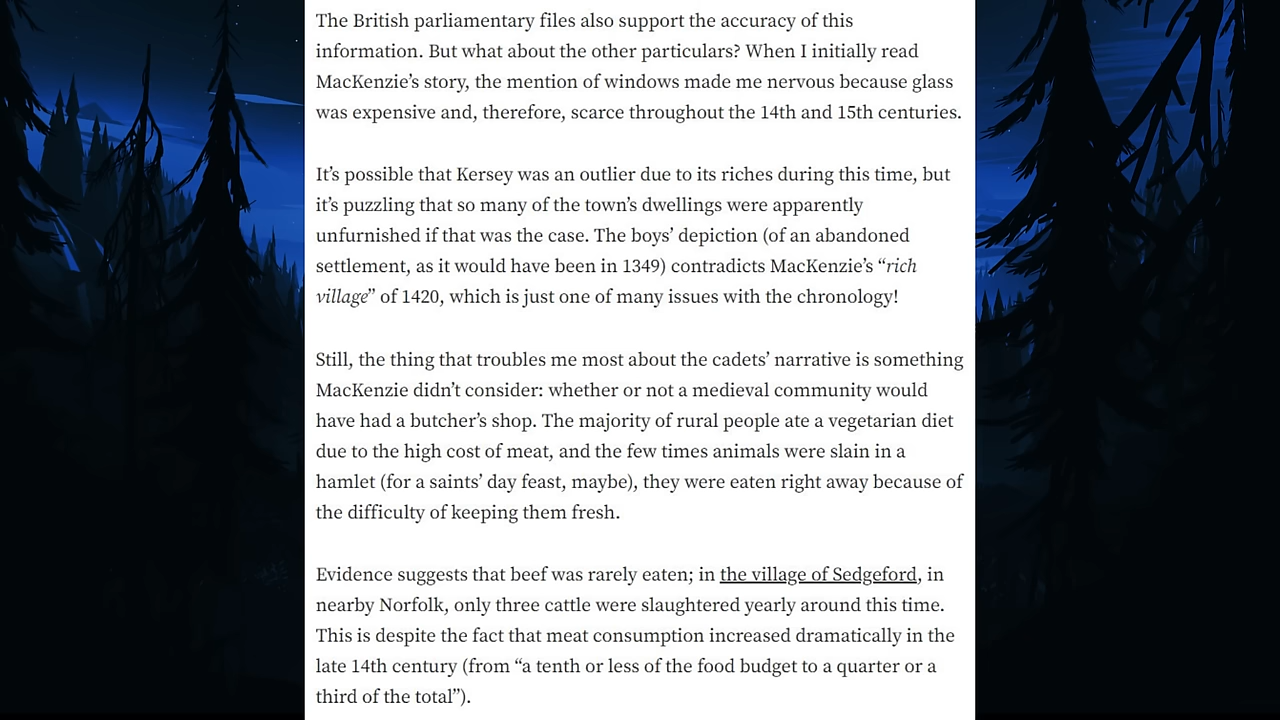 The British parliamentary files also support the accuracy of this
information. But what about the other particulars? When I initially read
MacKenzie’s story, the mention of windows made me nervous because glass
was expensive and, therefore, scarce throughout the 14th and 15th centuries.
It’s possible that Kersey was an outlier due to its riches during this time, but
it’s puzzling that so many of the town’s dwellings were apparently
unfurnished if that was the case. The boys’ depiction (of an abandoned
settlement, as it would have been in 1349) contradicts MacKenzie’s “rich
village” of 1420, which is just one of many issues with the chronology!
Still, the thing that troubles me most about the cadets’ narrative is something
MacKenzie didn’t consider: whether or not a medieval community would
have had a butcher’s shop. The majority of rural people ate a vegetarian diet
due to the high cost of meat, and the few times animals were slain in a
hamlet (for a saints’ day feast, maybe), they were eaten right away because of
the difficulty of keeping them fresh.
Evidence suggests that beef was rarely eaten; in the village of Sedgeford, in
nearby Norfolk, only three cattle were slaughtered yearly around this time.
This is despite the fact that meat consumption increased dramatically in the
late 14th century (from “a tenth or less of the food budget to a quarter or a
third of the total”).